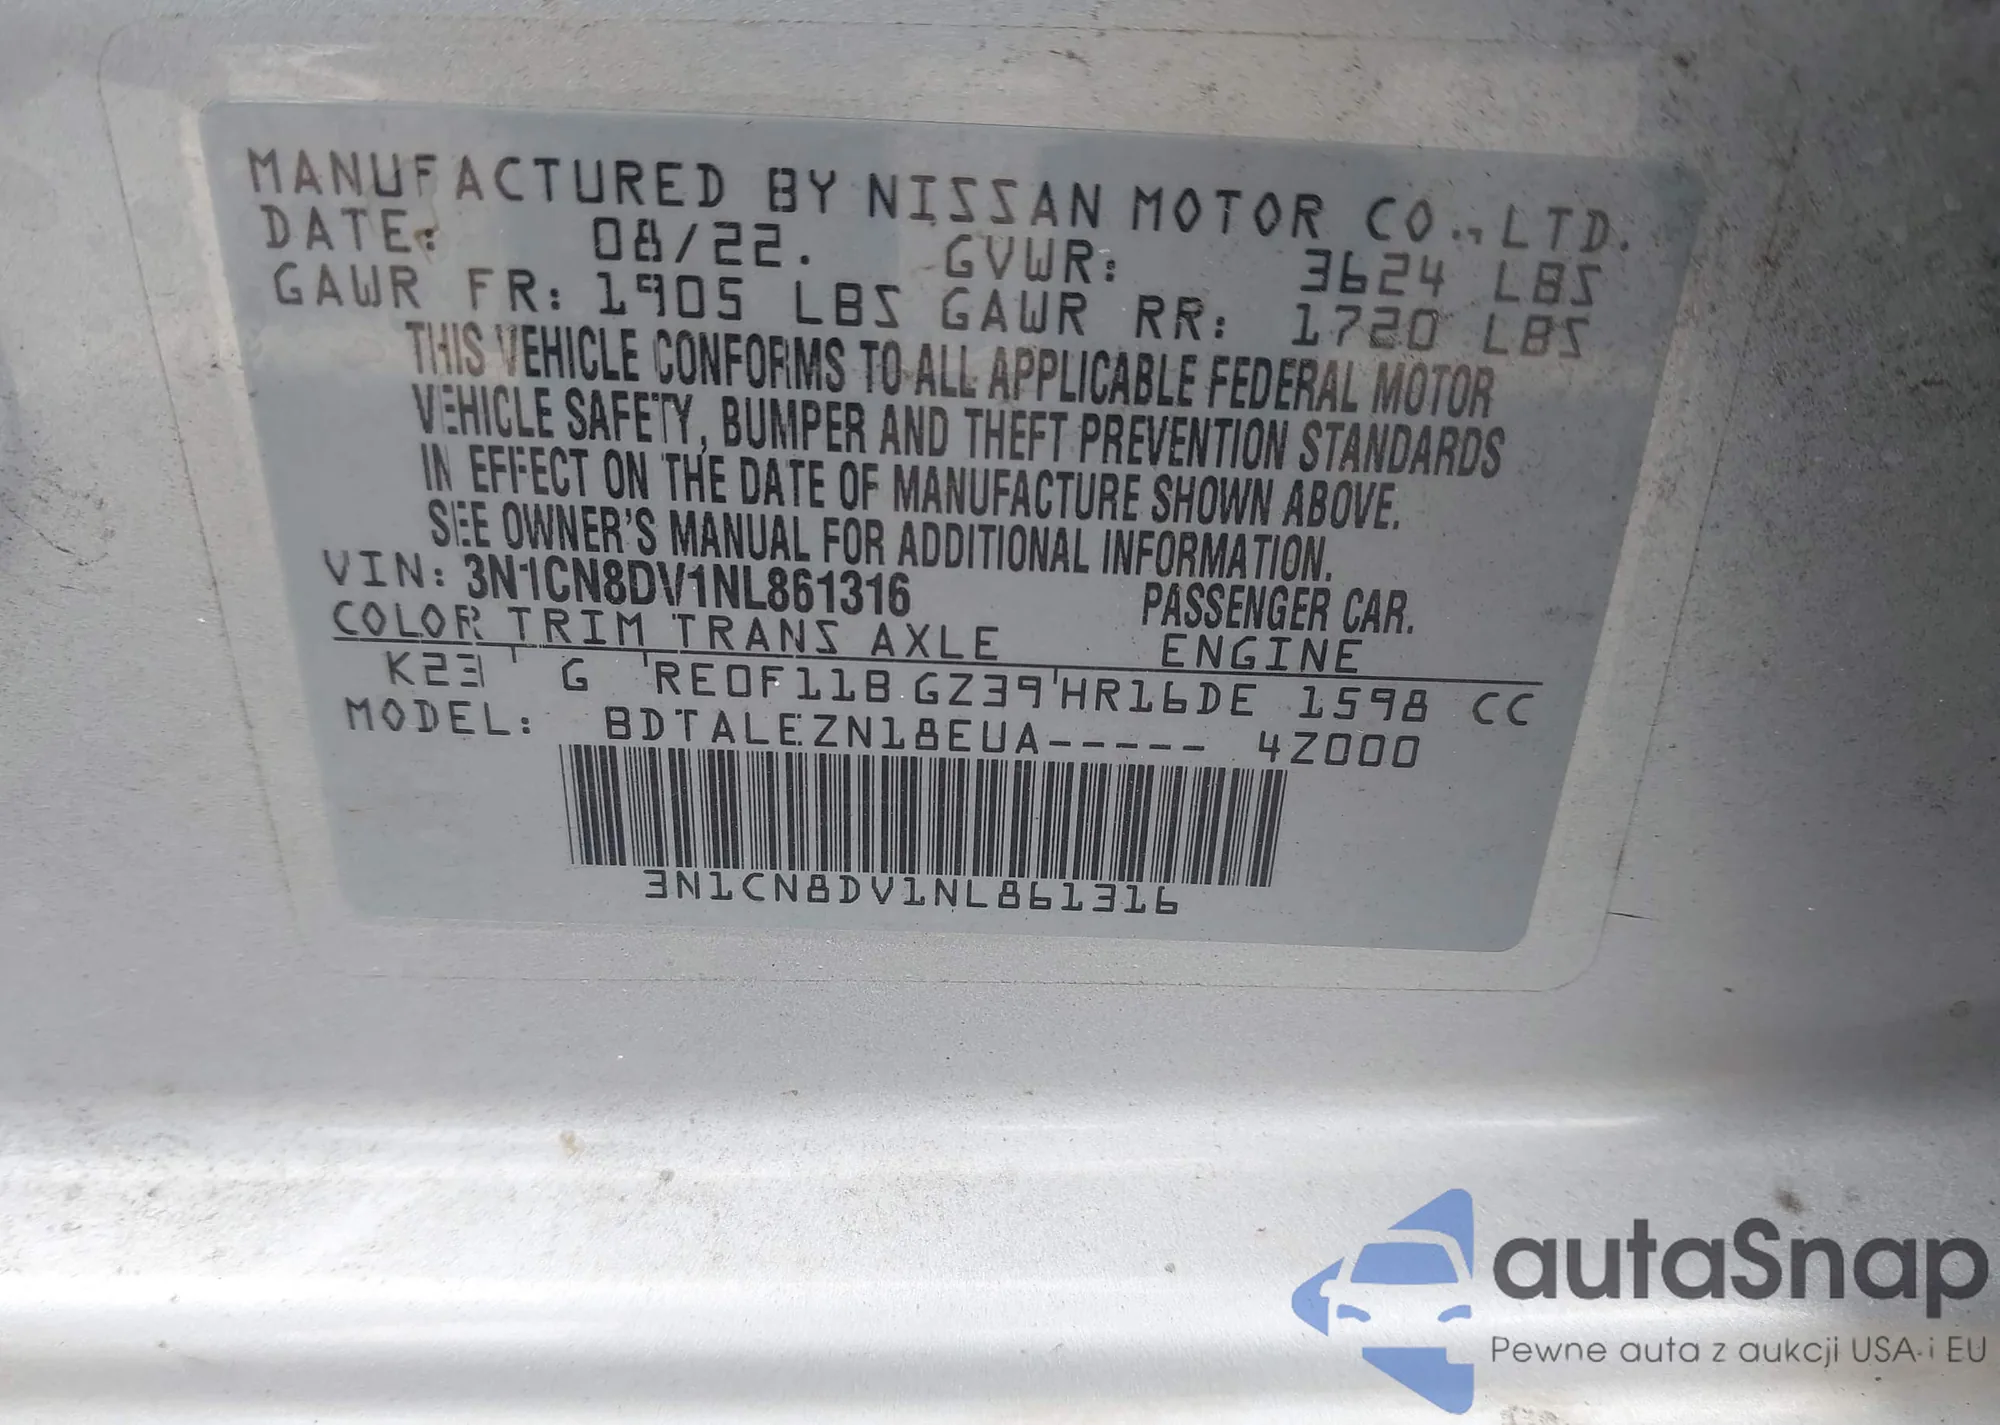 MANUFACTURED BY NISSAN MOTOR CO., LTD.
DATE: 08/22. GVWR: 3624 LBS
GAWR FR: 1905 LBS GAWR RR: 1720 LBS
THIS VEHICLE CONFORMS TO ALL APPLICABLE FEDERAL MOTOR
VEHICLE SAFETY, BUMPER AND THEFT PREVENTION STANDARDS
IN EFFECT ON THE DATE OF MANUFACTURE SHOWN ABOVE.
SEE OWNER'S MANUAL FOR ADDITIONAL INFORMATION.
VIN: 3N1CN8DV1NL861316 PASSENGER CAR.
COLOR TRIM TRANS AXLE ENGINE
K23 G RE0F11B GZ39 HR16DE 1598 CC
MODEL: BDTALEZN18EUA----- 4Z000
3N1CN8DV1NL861316
autaSnap
Pewne auta z aukcji USA i EU